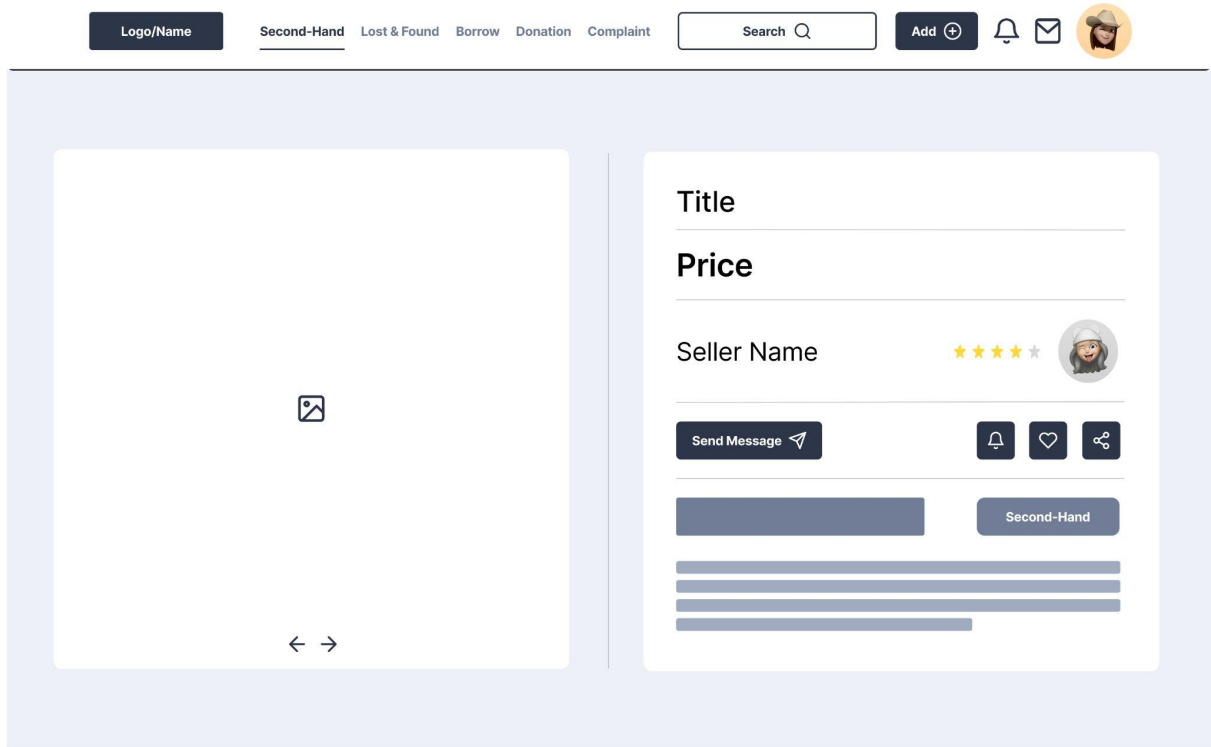 Logo/Name
Second-Hand Lost & Found Borrow Donation Complaint
Search
Add
Title
Price
Seller Name
Send Message
Second-Hand